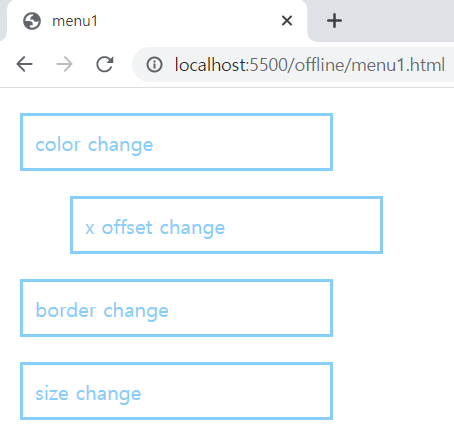 menu1
localhost:5500/offline/menu1.html
color change
x offset change
border change
size change